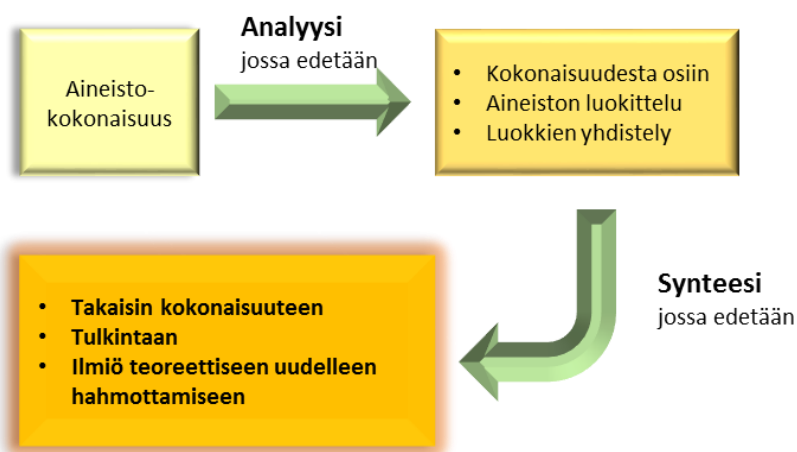 Aineisto-
kokonaisuus
Analyysi
jossa edetään
• Kokonaisuudesta osiin
• Aineiston luokittelu
• Luokkien yhdistely
Synteesi
jossa edetään
• Takaisin kokonaisuuteen
• Tulkintaan
• Ilmiö teoreettiseen uudelleen
hahmottamiseen